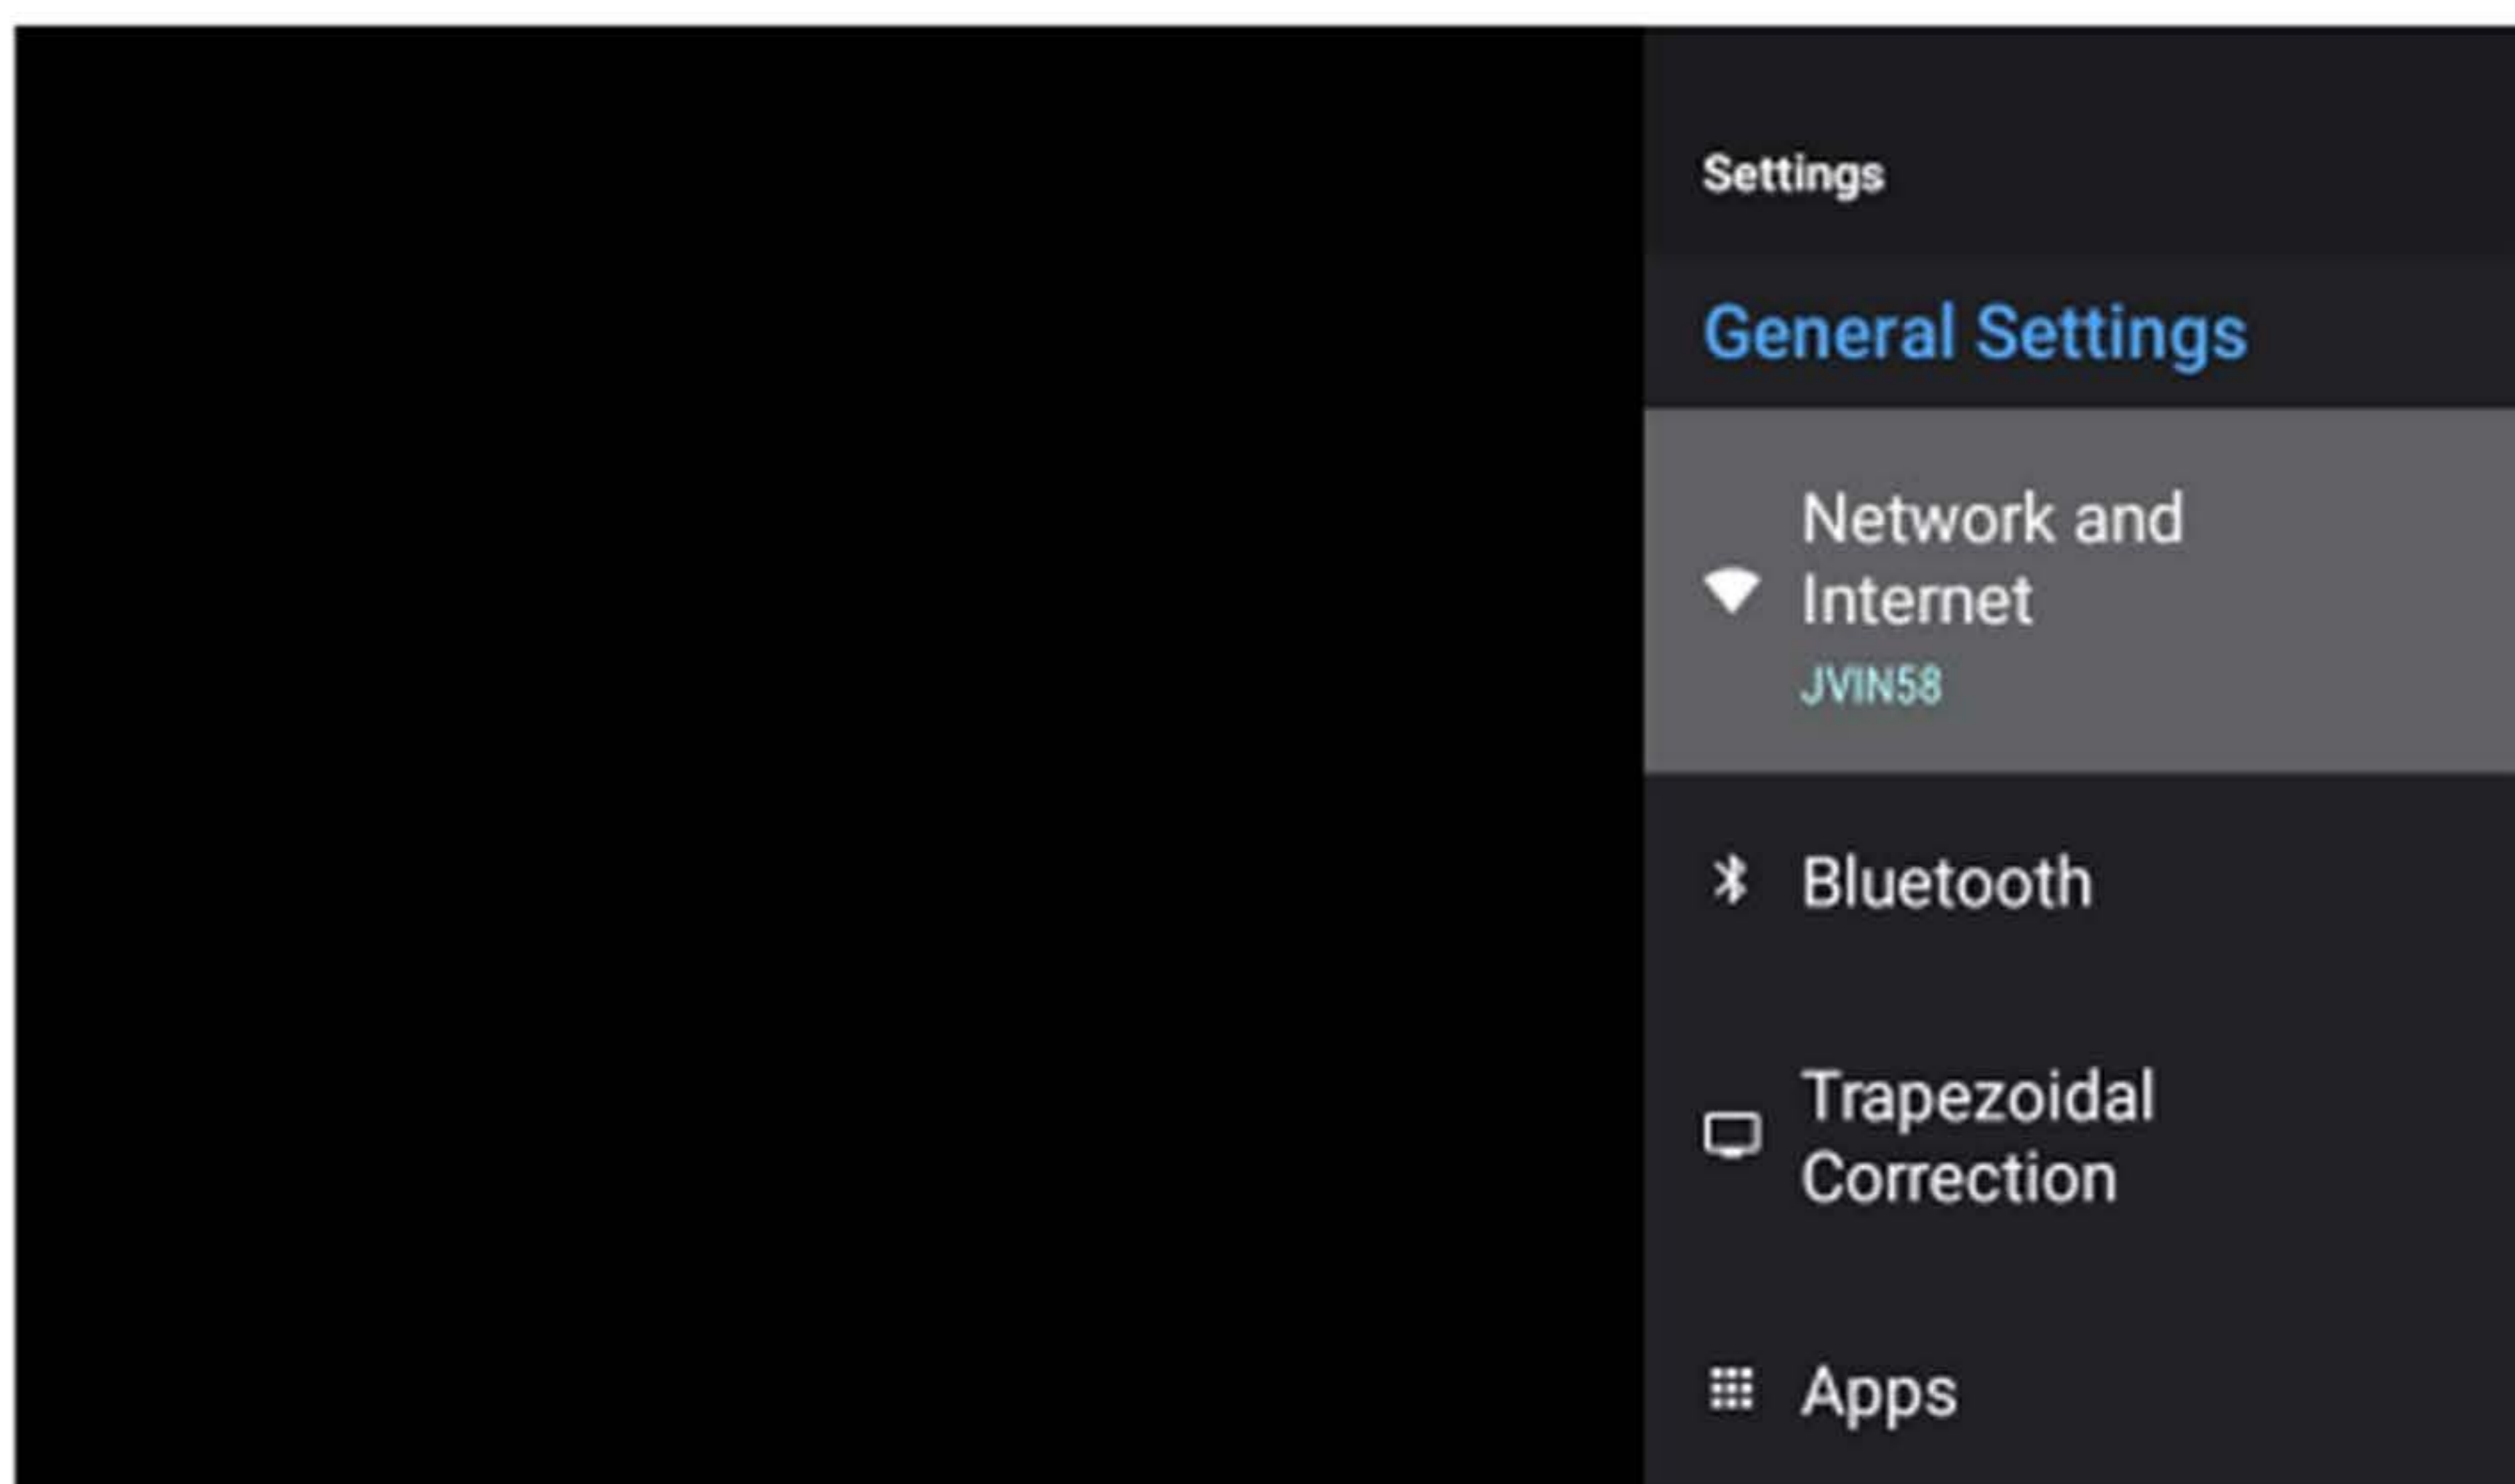 Settings
General Settings
Network and
Internet
JVIN58
Bluetooth
Trapezoidal
Correction
Apps